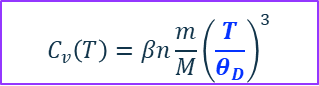 C_v(T) = βn m/M (T/θ_D)^3